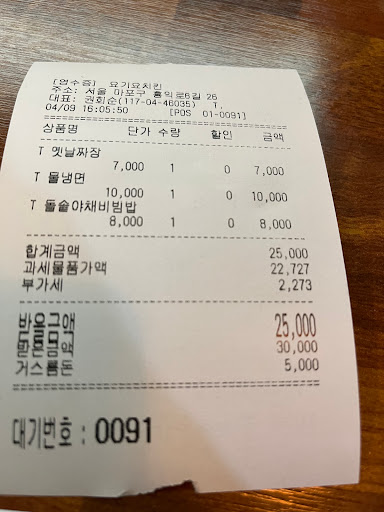 [영수증] 요기요치킨
주소: 서울 마포구 홍익로6길 26
대표: 권회순(117-04-46035) T.
04/09 16:05:50 [POS 01-0091]
상품명 단가 수량 할인 금액
T 옛날짜장
7,000 1 0 7,000
T 물냉면
10,000 1 0 10,000
T 돌솥야채비빔밥
8,000 1 0 8,000
합계금액 25,000
과세물품가액 22,727
부가세 2,273
받을금액 25,000
받은금액 30,000
거스름돈 5,000
대기번호 : 0091